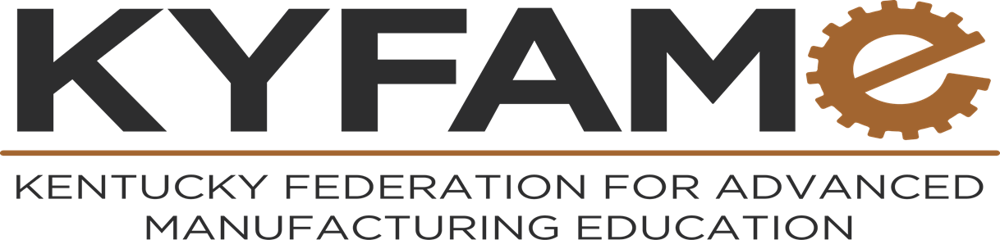 KYFAMe
KENTUCKY FEDERATION FOR ADVANCED
MANUFACTURING EDUCATION